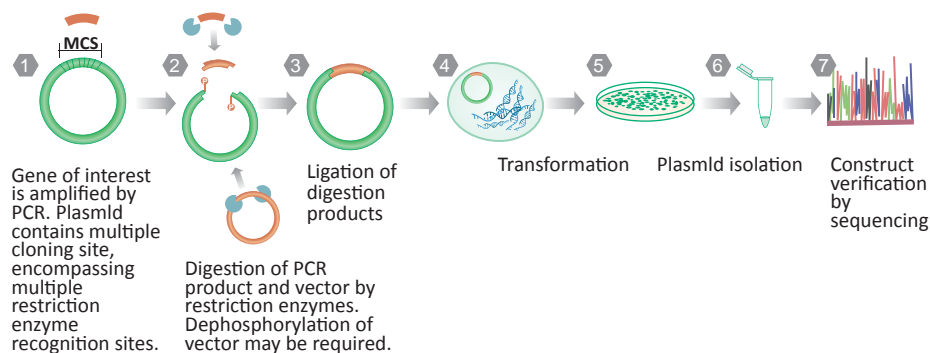 MCS
1
2
3
4
5
6
7
P
P
Gene of interest
is amplified by
PCR. Plasmld
contains multiple
cloning site,
encompassing
multiple
restriction
enzyme
recognition sites.
Digestion of PCR
product and vector by
restriction enzymes.
Dephosphorylation of
vector may be required.
Ligation of
digestion
products
Transformation
Plasmld isolation
Construct
verification
by
sequencing